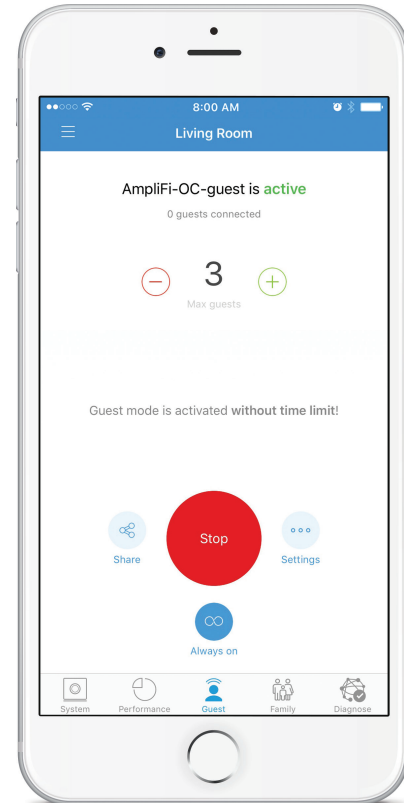 8:00 AM
Living Room
AmpliFi-OC-guest is active
0 guests connected
3
Max guests
Guest mode is activated without time limit!
Share
Stop
Settings
Always on
System Performance Guest Family Diagnose